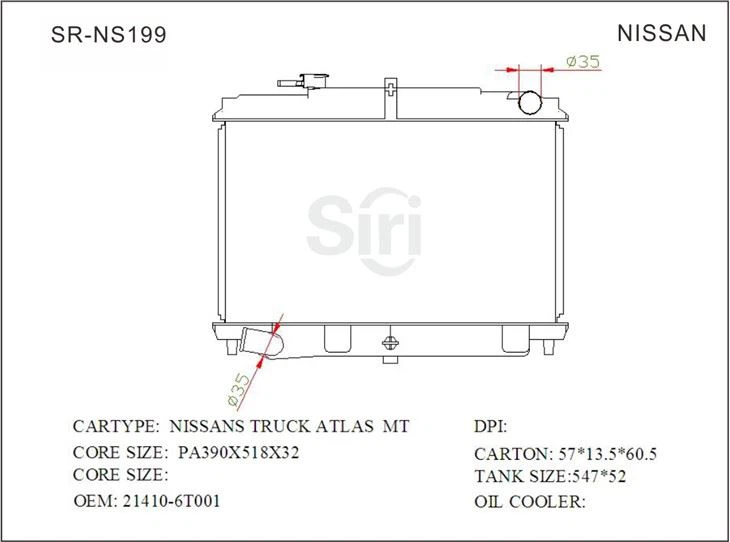 SR-NS199
NISSAN
Ø35
Siri
Ø35
CARTYPE: NISSANS TRUCK ATLAS MT
DPI:
CORE SIZE: PA390X518X32
CARTON: 57*13.5*60.5
CORE SIZE:
TANK SIZE:547*52
OEM: 21410-6T001
OIL COOLER: